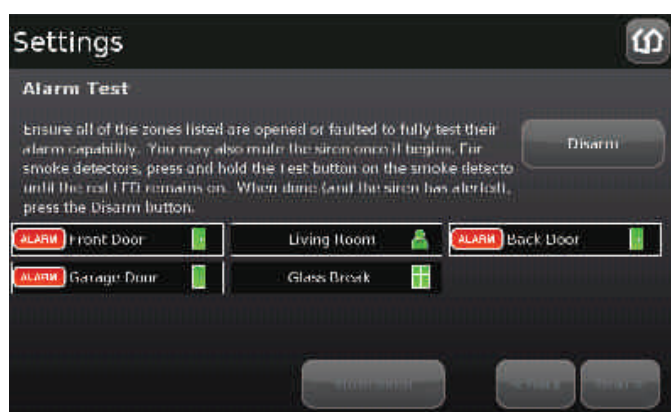 Settings
Alarm Test
Ensure all of the zones listed are opened or faulted to fully test their
alarm capability. You may also mute the siren once it begins. For
smoke detectors, press and hold the Test button on the smoke detecto
until the red LED remains on. When done (and the siren has alerted),
press the Disarm button.
Disarm
ALARM Front Door
Living Room
ALARM Back Door
ALARM Garage Door
Glass Break